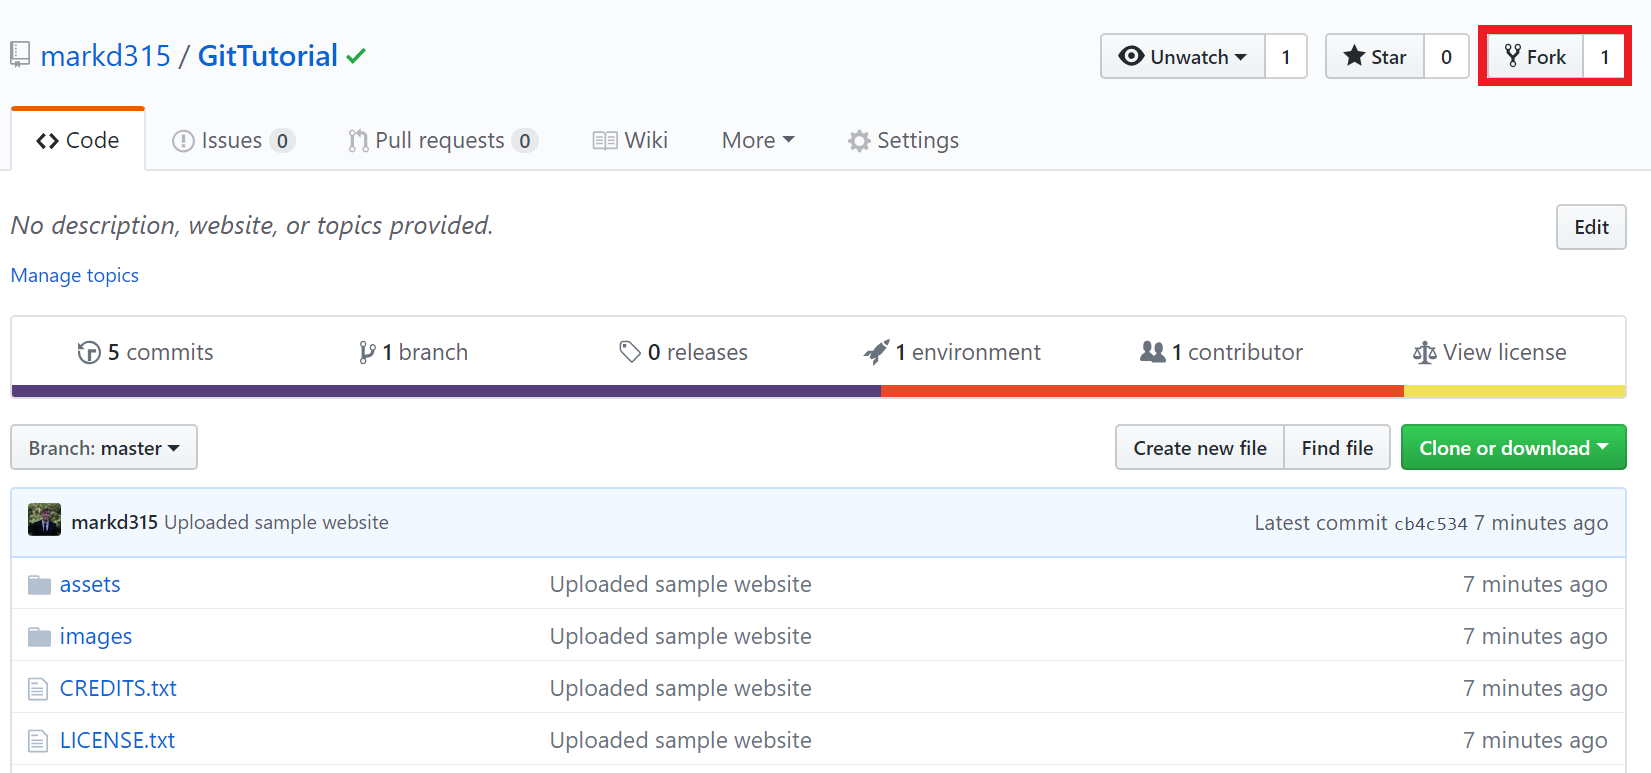 markd315 / GitTutorial
Unwatch 1 Star 0 Fork 1
Code Issues 0 Pull requests 0 Wiki More Settings
No description, website, or topics provided.
Edit
Manage topics
5 commits 1 branch 0 releases 1 environment 1 contributor View license
Branch: master Create new file Find file Clone or download
markd315 Uploaded sample website Latest commit cb4c534 7 minutes ago
assets Uploaded sample website 7 minutes ago
images Uploaded sample website 7 minutes ago
CREDITS.txt Uploaded sample website 7 minutes ago
LICENSE.txt Uploaded sample website 7 minutes ago